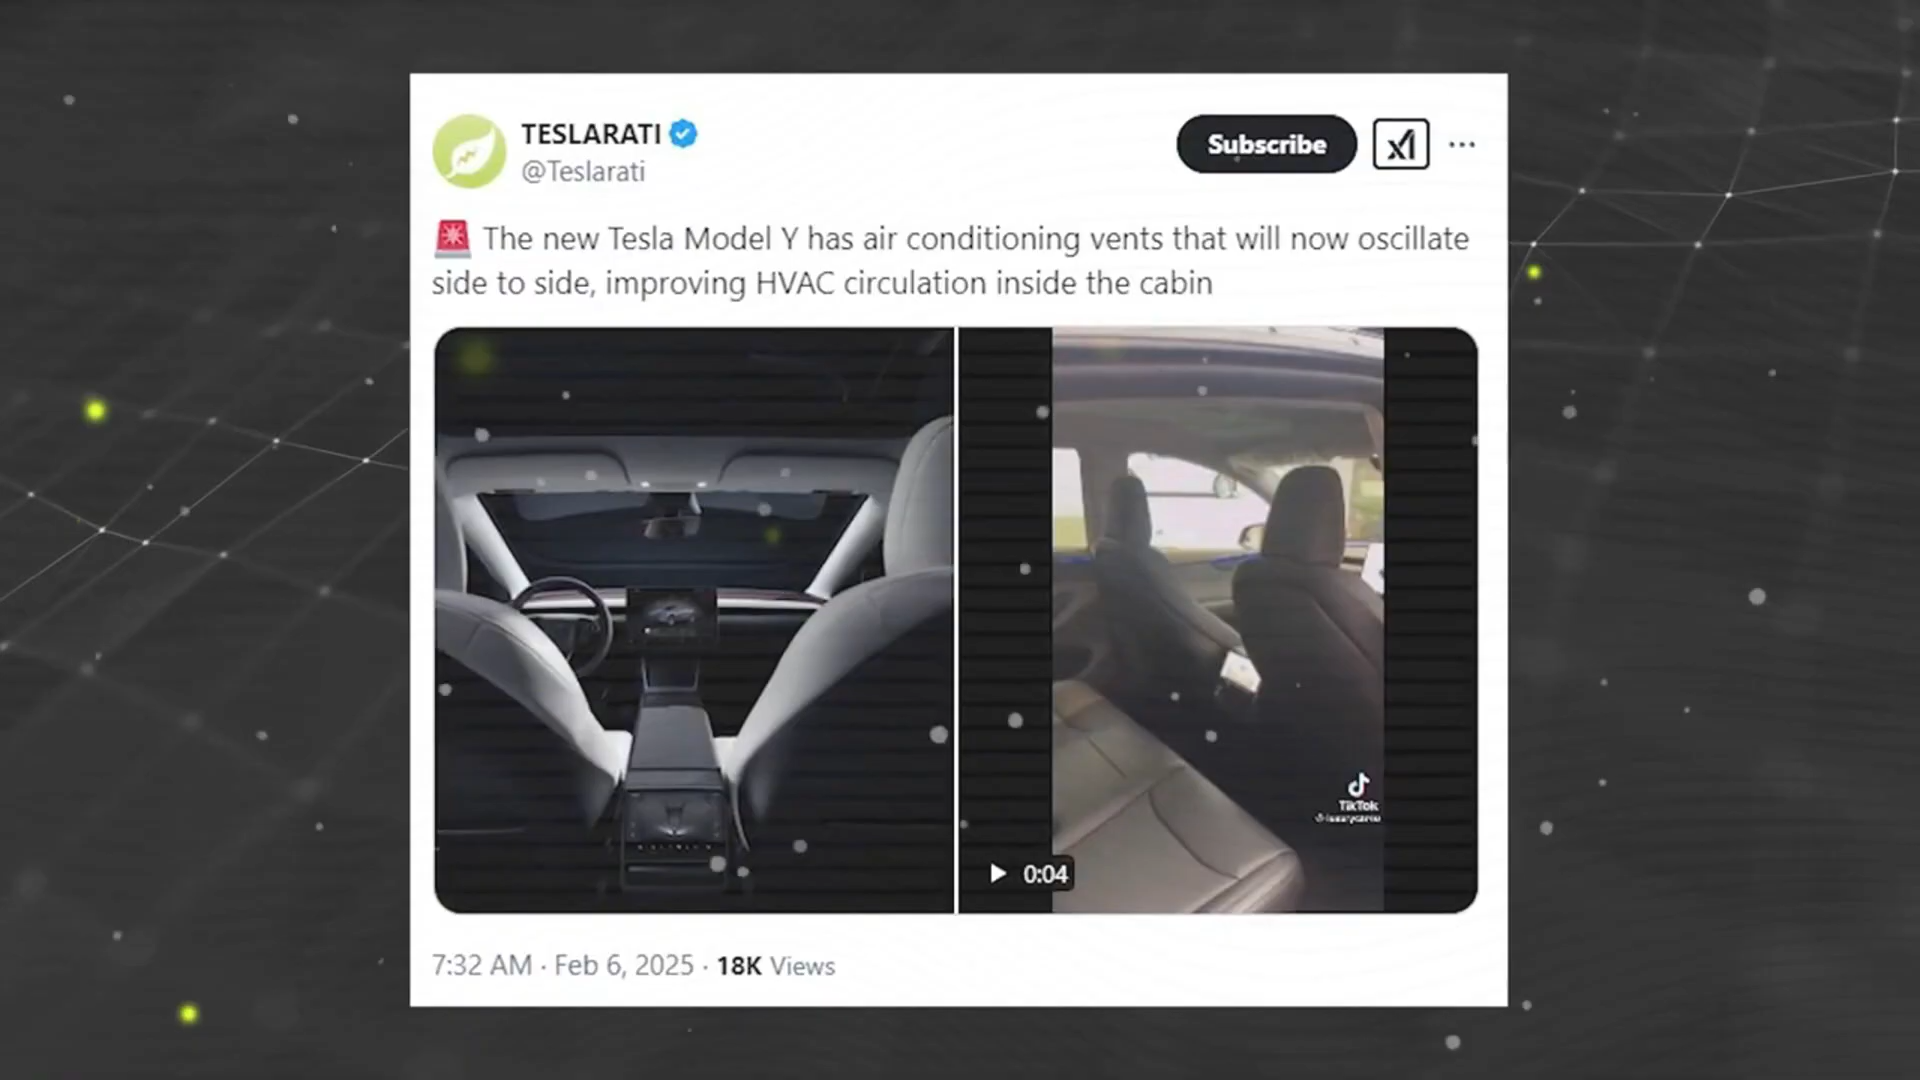 TESLARATI
@Teslarati
Subscribe
🚨 The new Tesla Model Y has air conditioning vents that will now oscillate
side to side, improving HVAC circulation inside the cabin
TikTok
0:04
7:32 AM · Feb 6, 2025 · 18K Views